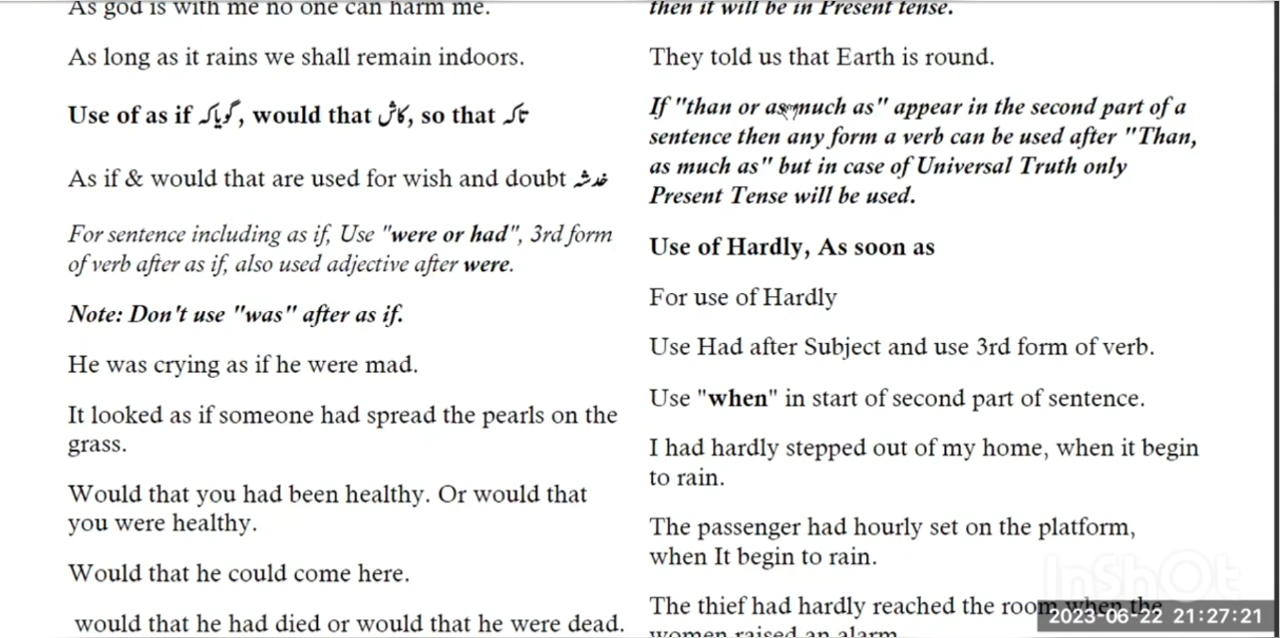 As god is with me no one can harm me.
As long as it rains we shall remain indoors.
Use of as if گویاکہ, would that کاش, so that تاکہ
As if & would that are used for wish and doubt خدشہ
For sentence including as if, Use "were or had", 3rd form
of verb after as if, also used adjective after were.
Note: Don't use "was" after as if.
He was crying as if he were mad.
It looked as if someone had spread the pearls on the
grass.
Would that you had been healthy. Or would that
you were healthy.
Would that he could come here.
would that he had died or would that he were dead.
then it will be in Present tense.
They told us that Earth is round.
If "than or as much as" appear in the second part of a
sentence then any form a verb can be used after "Than,
as much as" but in case of Universal Truth only
Present Tense will be used.
Use of Hardly, As soon as
For use of Hardly
Use Had after Subject and use 3rd form of verb.
Use "when" in start of second part of sentence.
I had hardly stepped out of my home, when it begin
to rain.
The passenger had hourly set on the platform,
when It begin to rain.
The thief had hardly reached the room when the
women raised an alarm
InShOt
2023-06-22 21:27:21